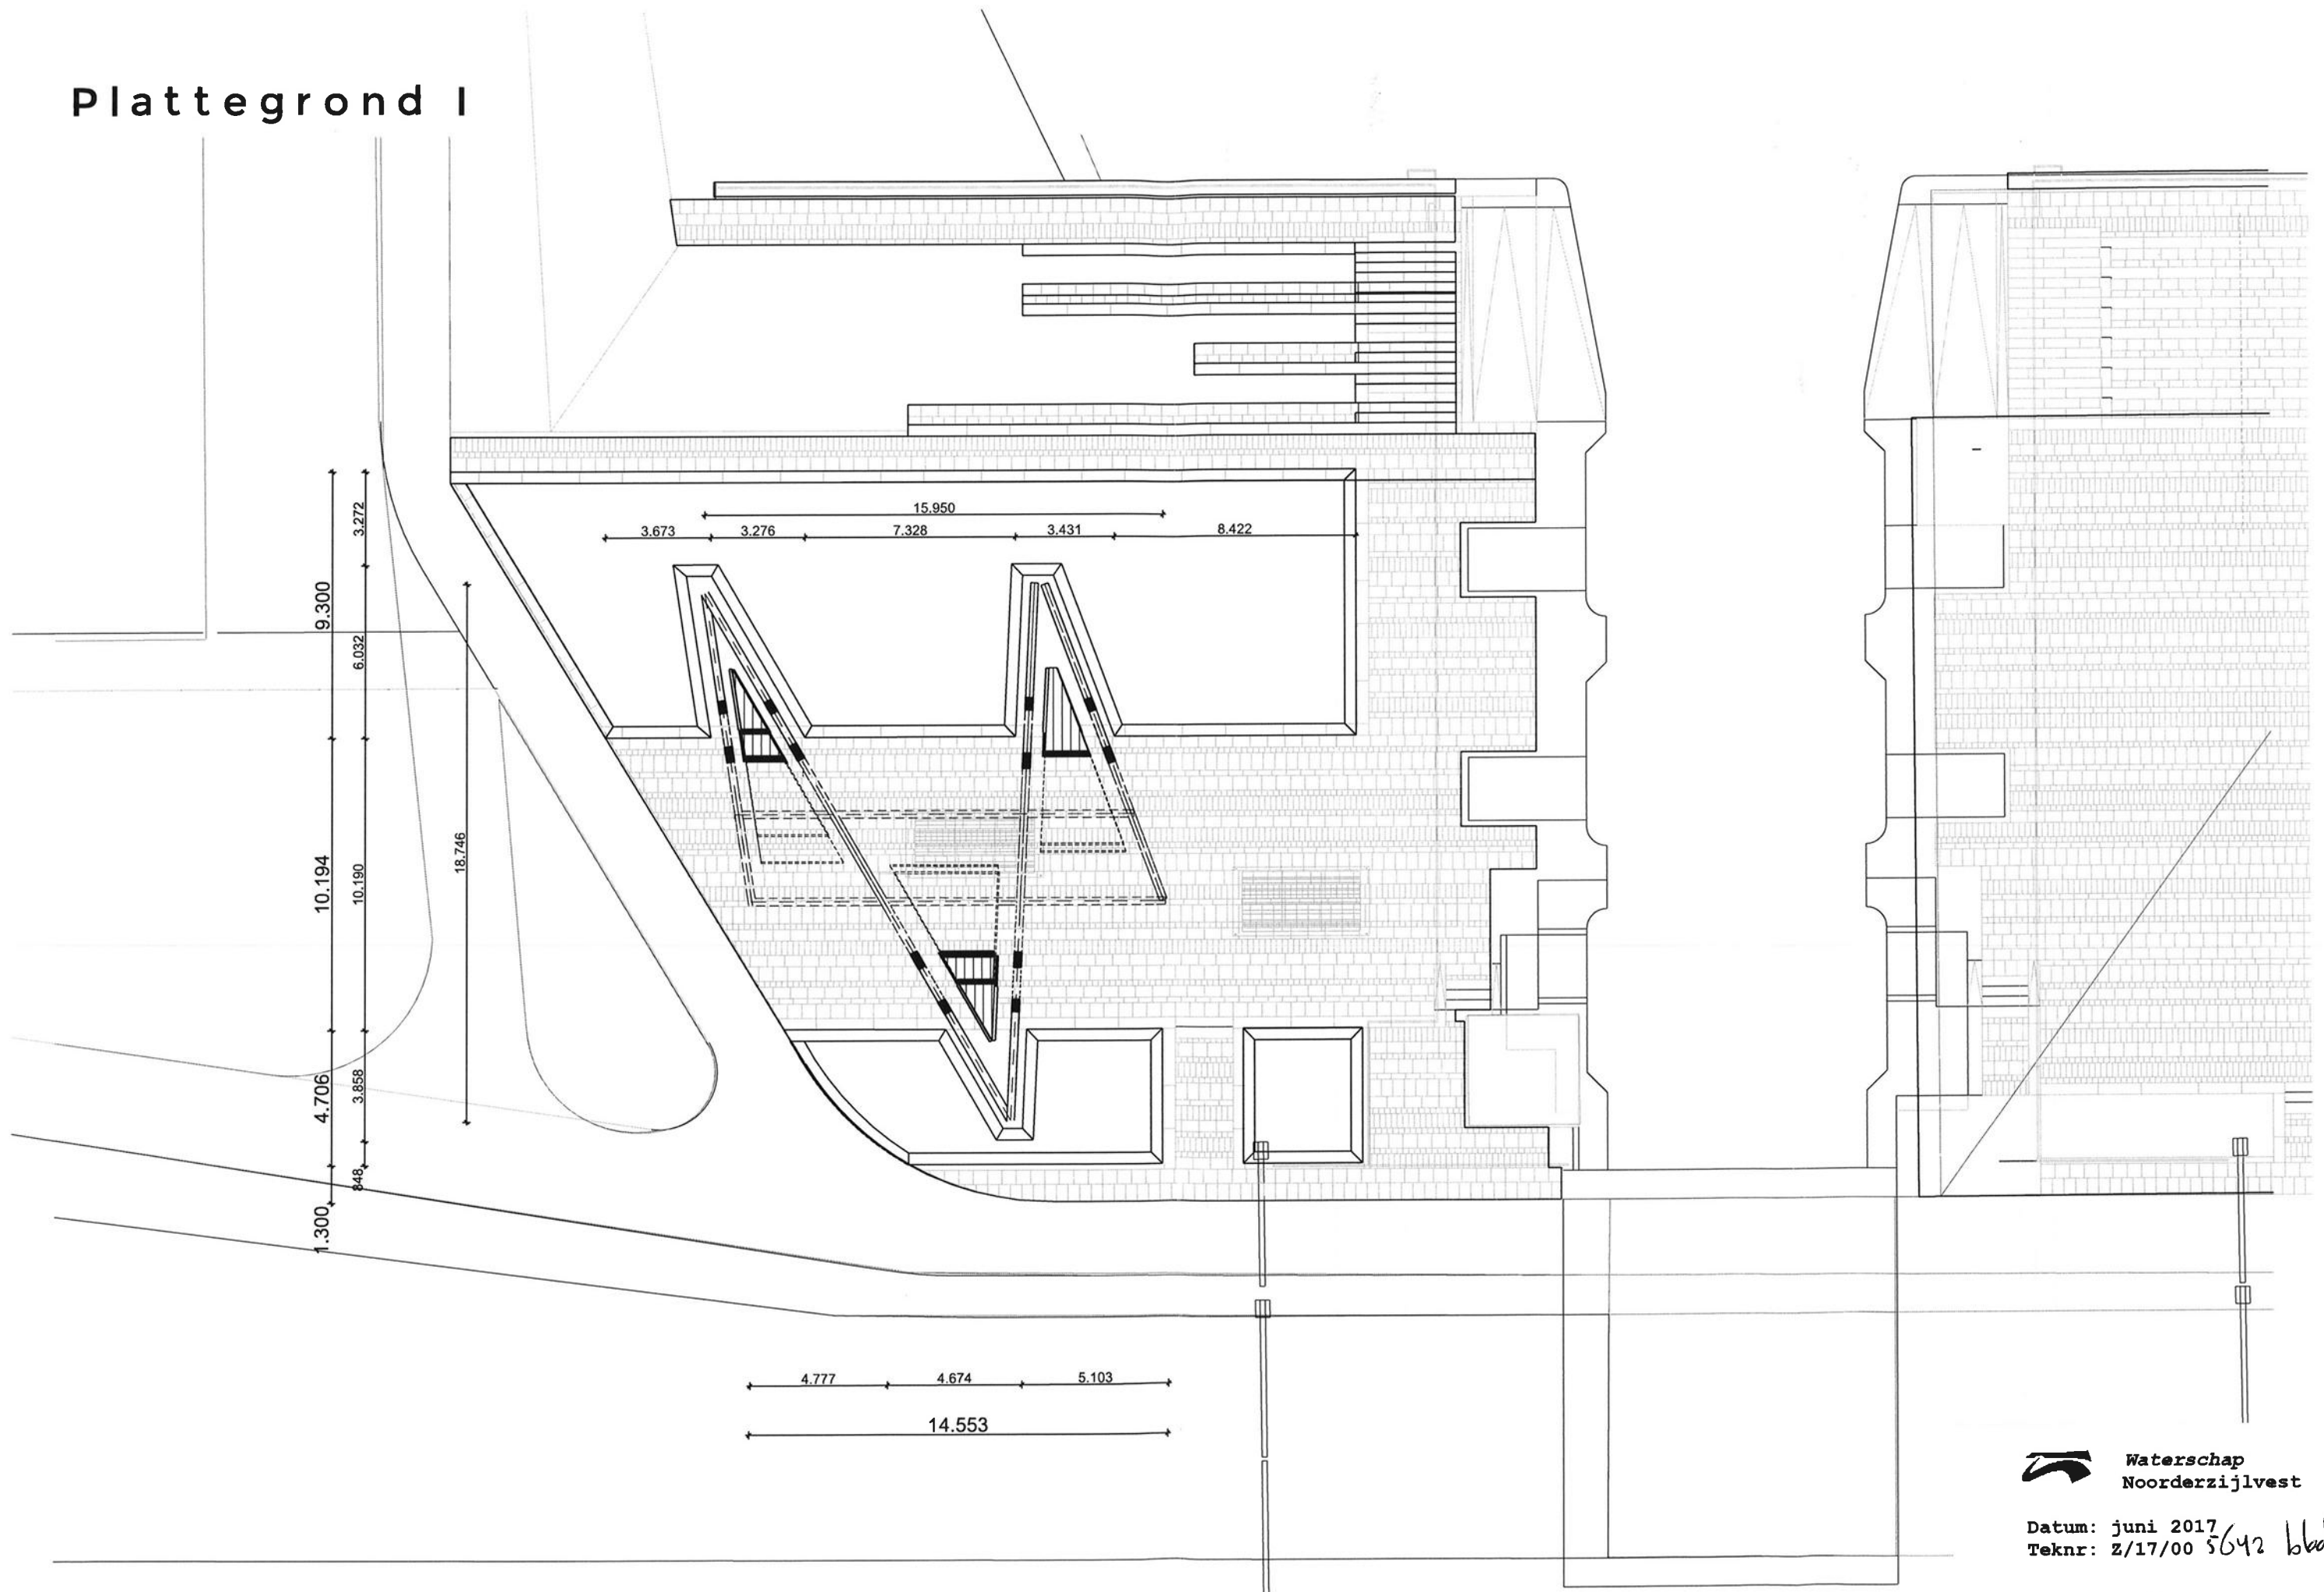 Plattegrond I
15.950
3.673 3.276 7.328 3.431 8.422
9.300
3.272
6.032
18.746
10.194
10.190
4.706
3.858
848
1.300
4.777 4.674 5.103
14.553
Waterschap
Noorderzijlvest
Datum: juni 2017
Teknr: Z/17/00 5642